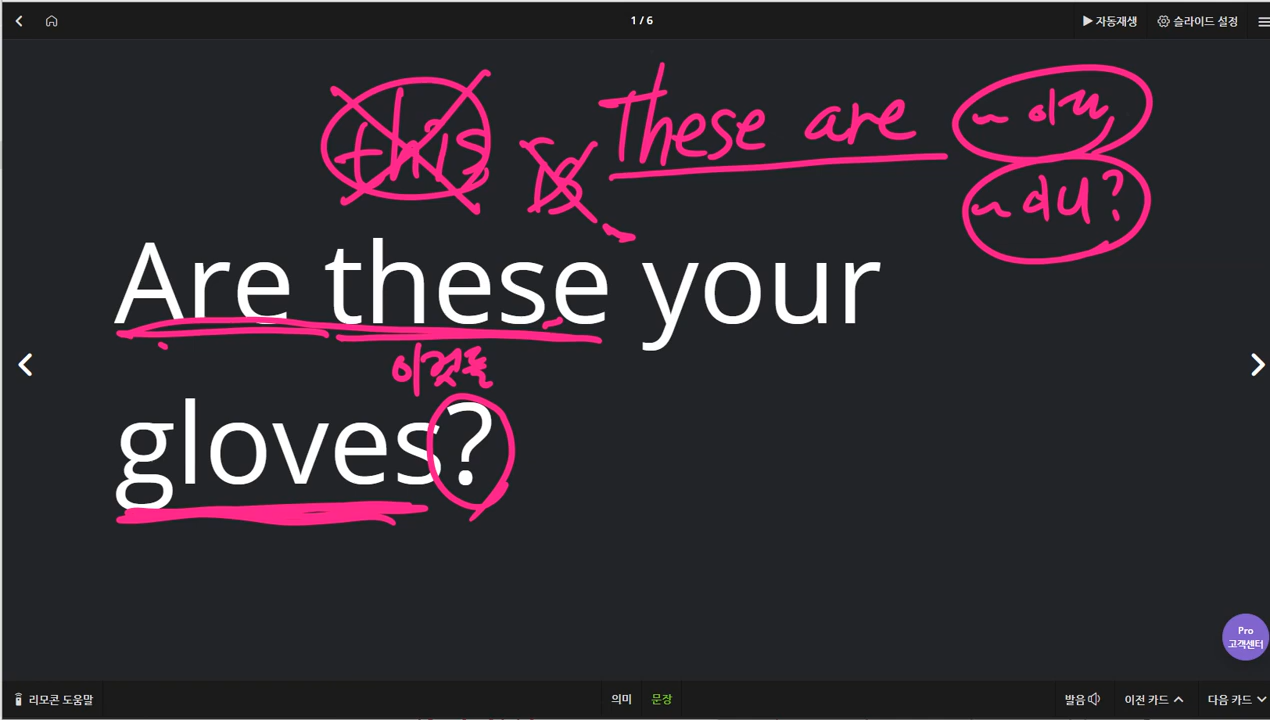 1 / 6
자동재생
슬라이드 설정
this is These are ~ 이다
~ 이니?
Are these your
이것들
gloves?
Pro
고객센터
리모콘 도움말
의미
문장
발음
이전 카드
다음 카드